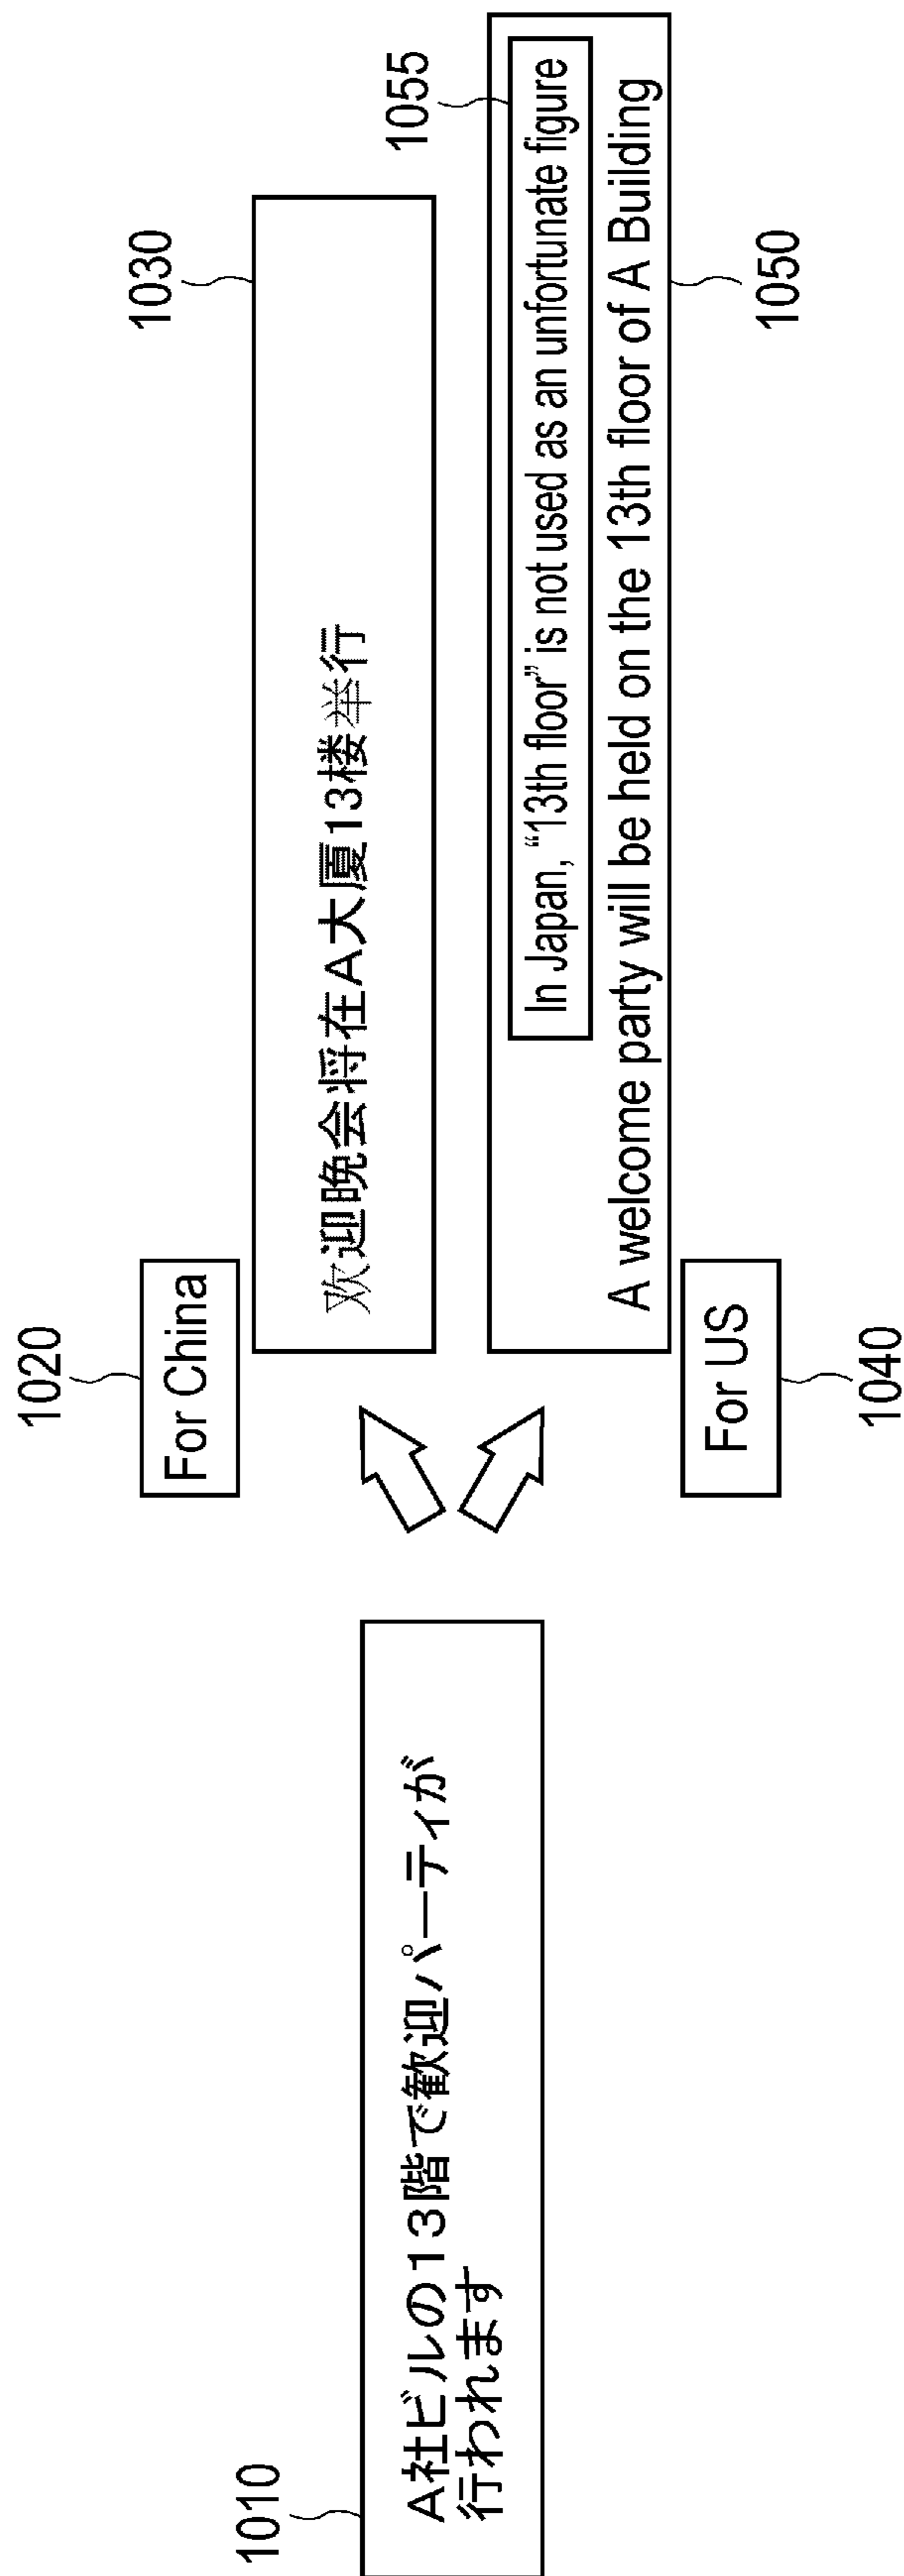 1010
A社ビルの13階で歓迎パーティが
行われます
1020
For China
1030
欢迎晚会将在A大厦13楼举行
1055
In Japan, “13th floor” is not used as an unfortunate figure
A welcome party will be held on the 13th floor of A Building
1050
For US
1040